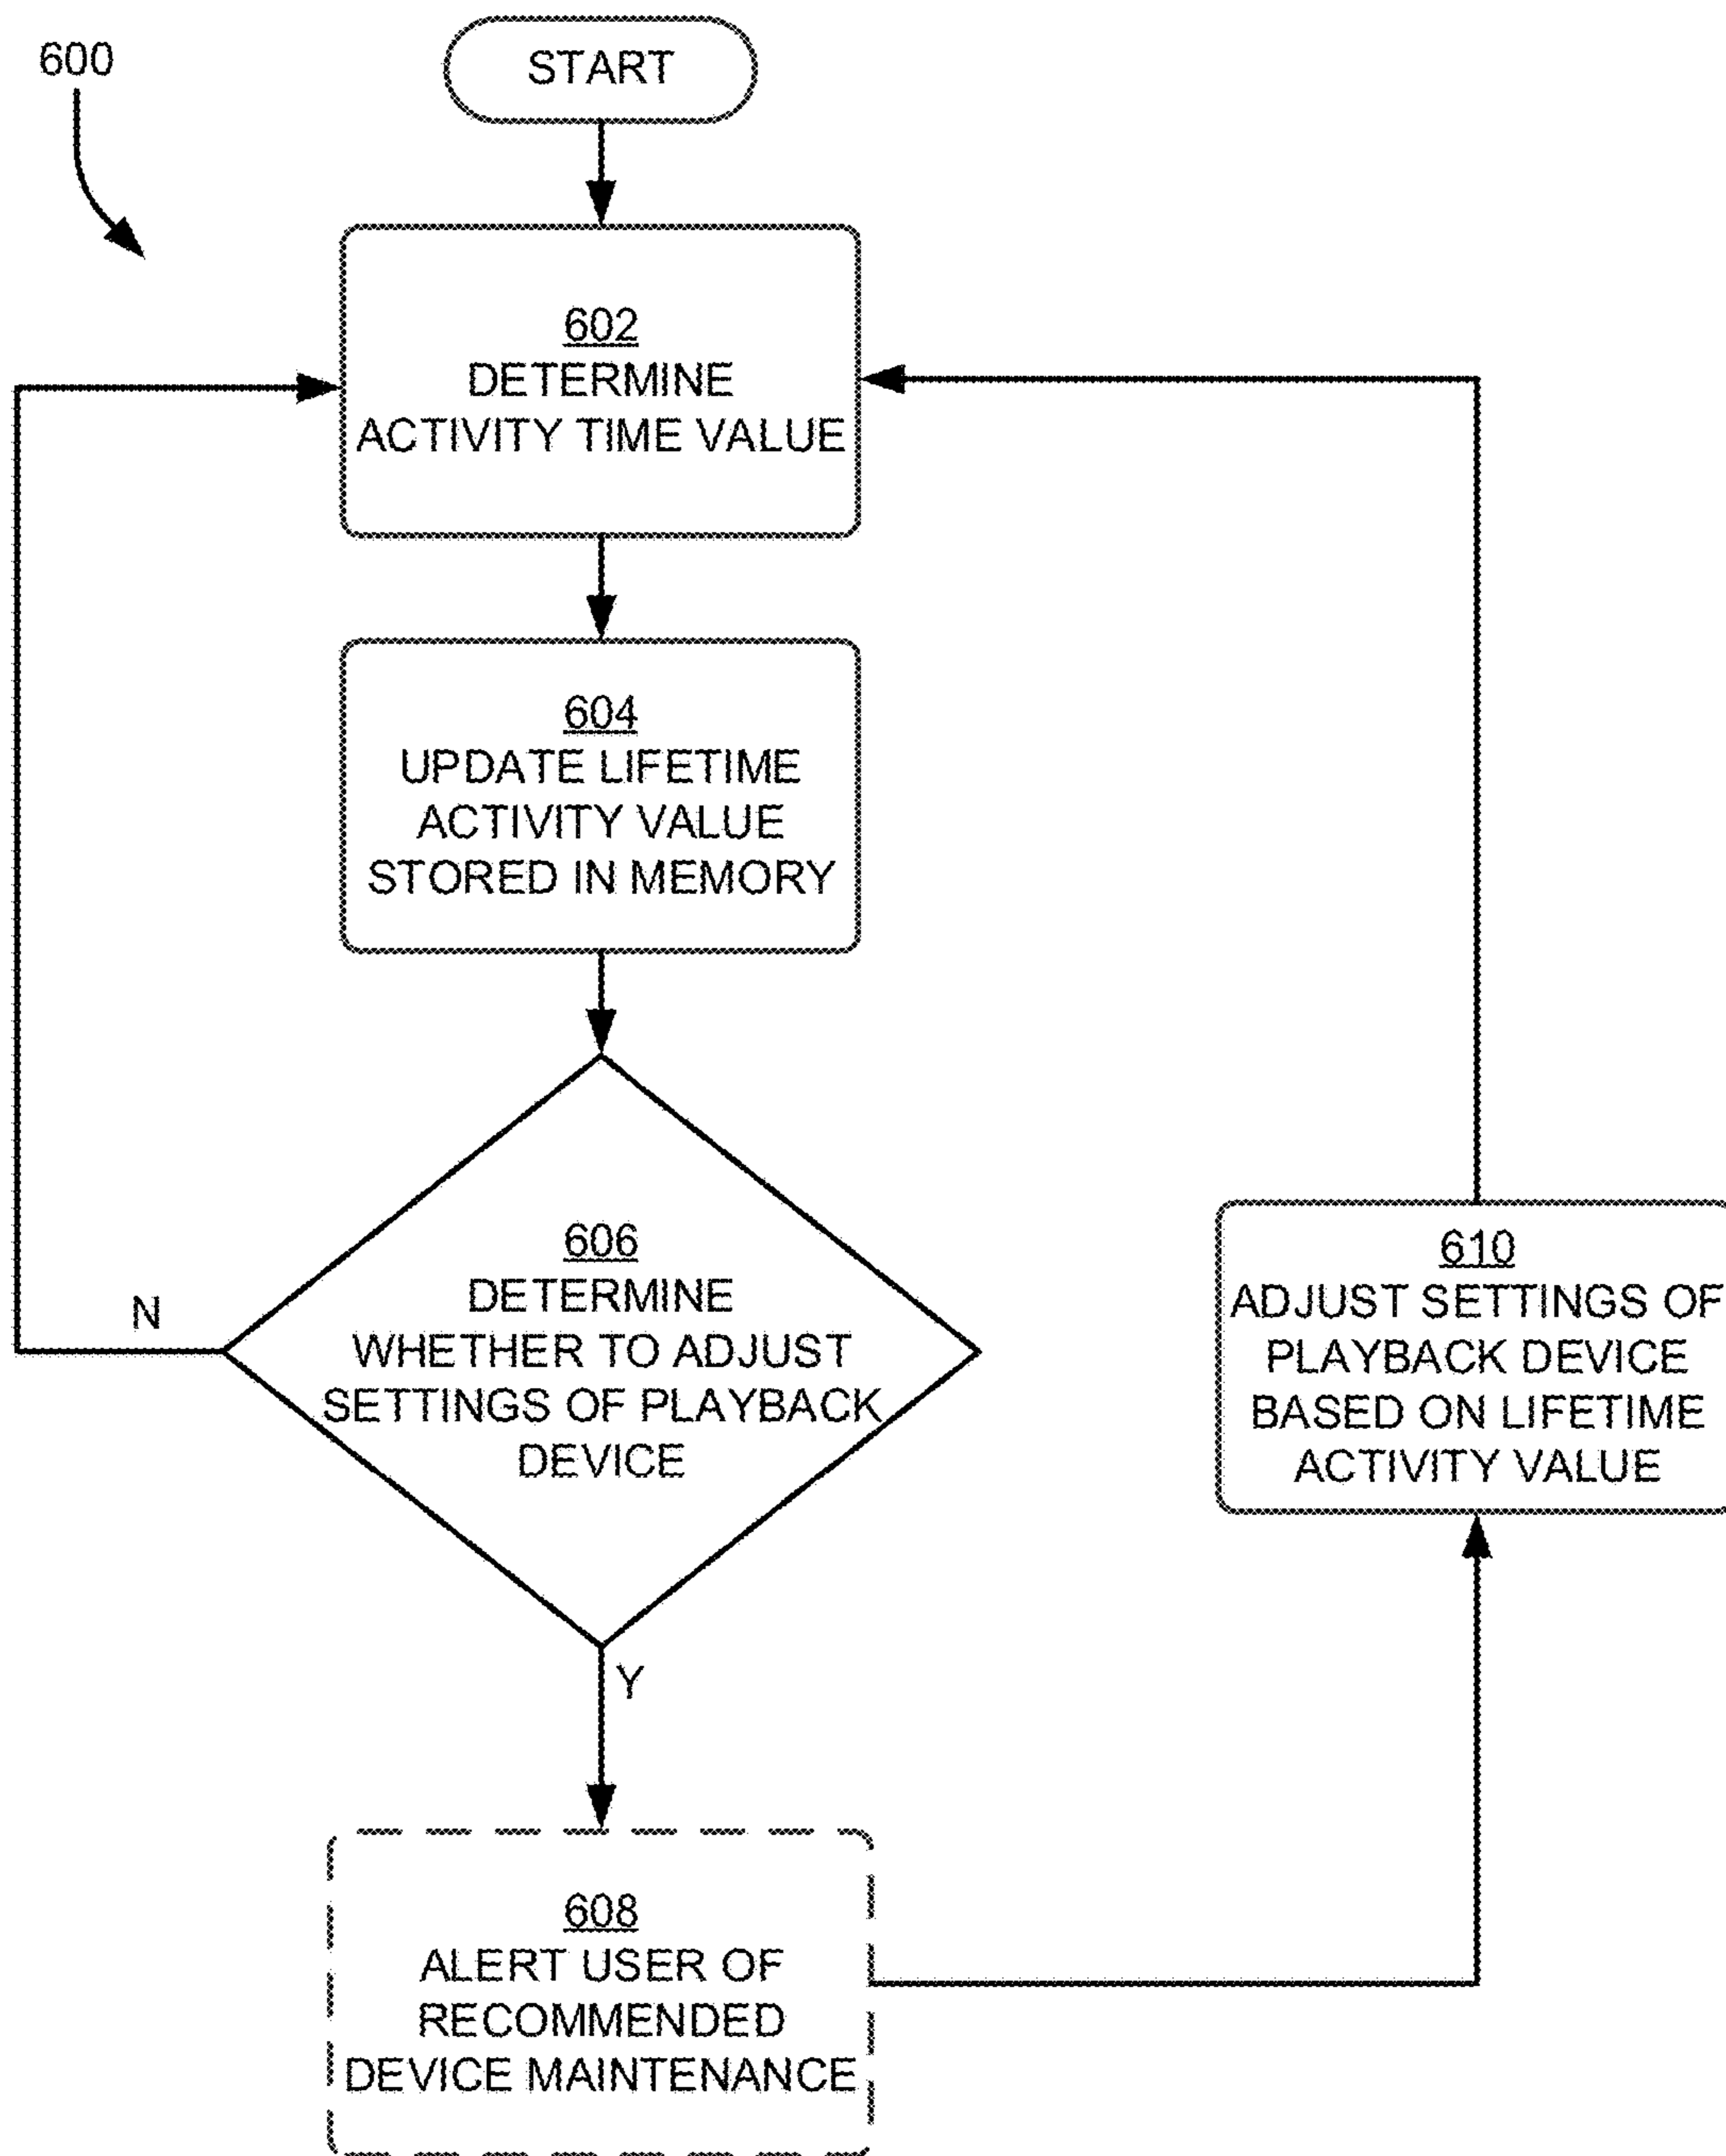 600
START
602
DETERMINE
ACTIVITY TIME VALUE
604
UPDATE LIFETIME
ACTIVITY VALUE
STORED IN MEMORY
606
DETERMINE
WHETHER TO ADJUST
SETTINGS OF PLAYBACK
DEVICE
N
Y
608
ALERT USER OF
RECOMMENDED
DEVICE MAINTENANCE
610
ADJUST SETTINGS OF
PLAYBACK DEVICE
BASED ON LIFETIME
ACTIVITY VALUE